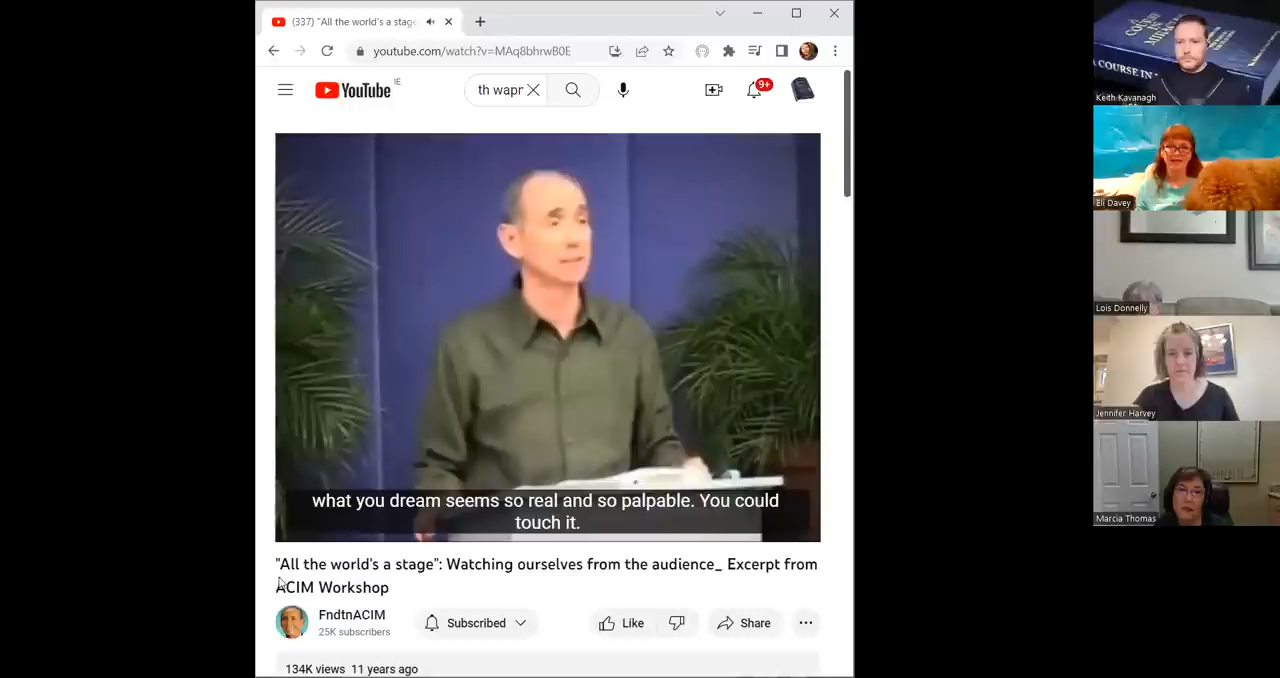 (337) "All the world's a stage
youtube.com/watch?v=MAq8bhrwB0E
YouTube IE
th wapr
9+
what you dream seems so real and so palpable. You could
touch it.
"All the world's a stage": Watching ourselves from the audience_ Excerpt from
ACIM Workshop
FndtnACIM
25K subscribers
Subscribed
Like
Share
134K views 11 years ago
A COURSE IN
Keith Kavanagh
Eli Davey
Lois Donnelly
Jennifer Harvey
Marcia Thomas